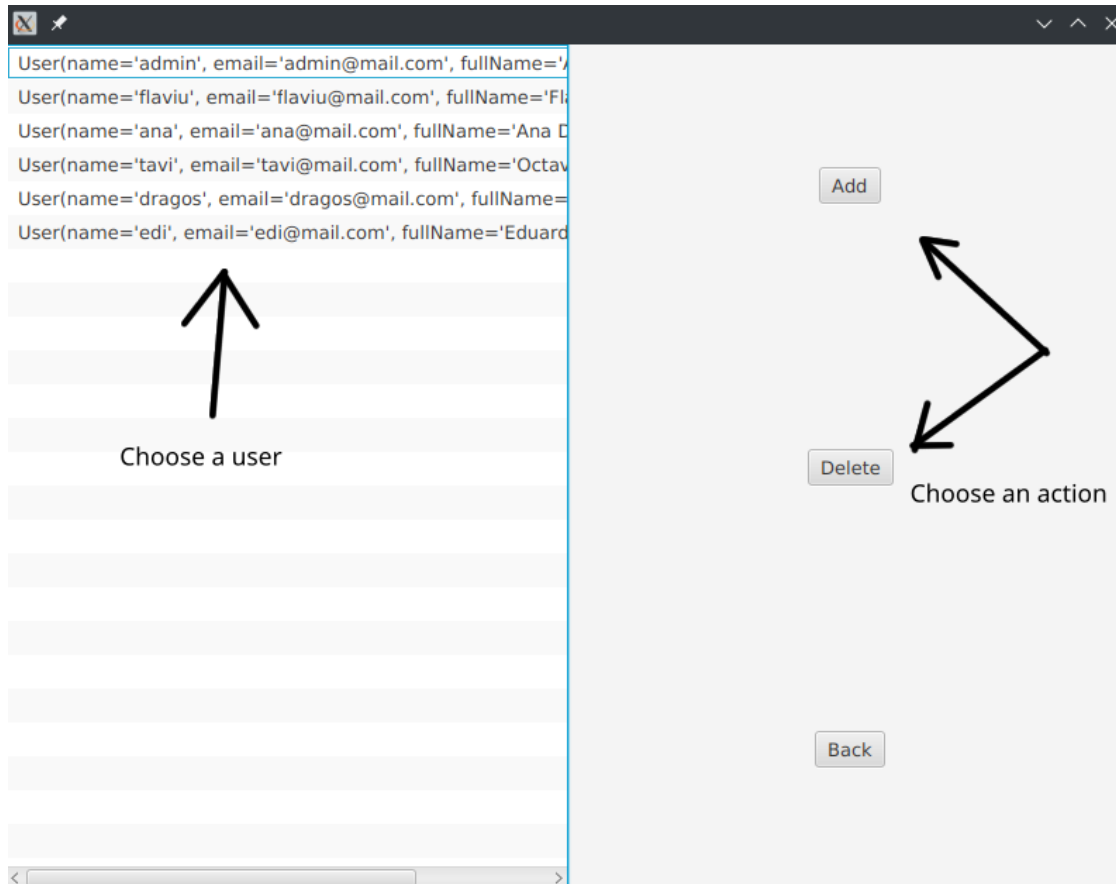 User(name='admin', email='admin@mail.com', fullName='
User(name='flaviu', email='flaviu@mail.com', fullName='Fl
User(name='ana', email='ana@mail.com', fullName='Ana
User(name='tavi', email='tavi@mail.com', fullName='Octav
User(name='dragos', email='dragos@mail.com', fullName=
User(name='edi', email='edi@mail.com', fullName='Eduard
Choose a user
Add
Delete
Choose an action
Back